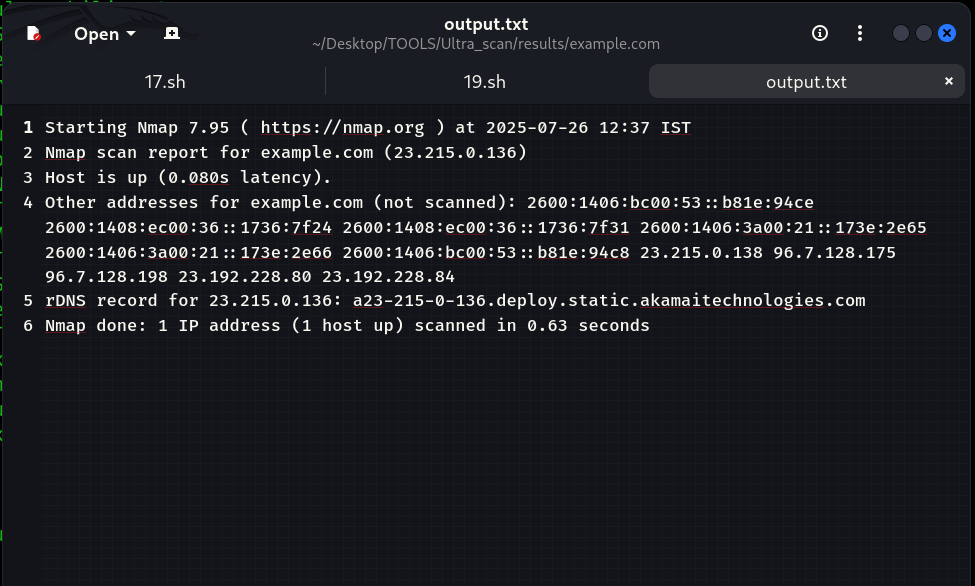 output.txt
Open
~/Desktop/TOOLS/Ultra_scan/results/example.com
17.sh
19.sh
output.txt
1 Starting Nmap 7.95 ( https://nmap.org ) at 2025-07-26 12:37 IST
2 Nmap scan report for example.com (23.215.0.136)
3 Host is up (0.080s latency).
4 Other addresses for example.com (not scanned): 2600:1406:bc00:53::b81e:94ce
2600:1408:ec00:36::1736:7f24 2600:1408:ec00:36::1736:7f31 2600:1406:3a00:21::173e:2e65
2600:1406:3a00:21::173e:2e66 2600:1406:bc00:53::b81e:94c8 23.215.0.138 96.7.128.175
96.7.128.198 23.192.228.80 23.192.228.84
5 rDNS record for 23.215.0.136: a23-215-0-136.deploy.static.akamaitechnologies.com
6 Nmap done: 1 IP address (1 host up) scanned in 0.63 seconds